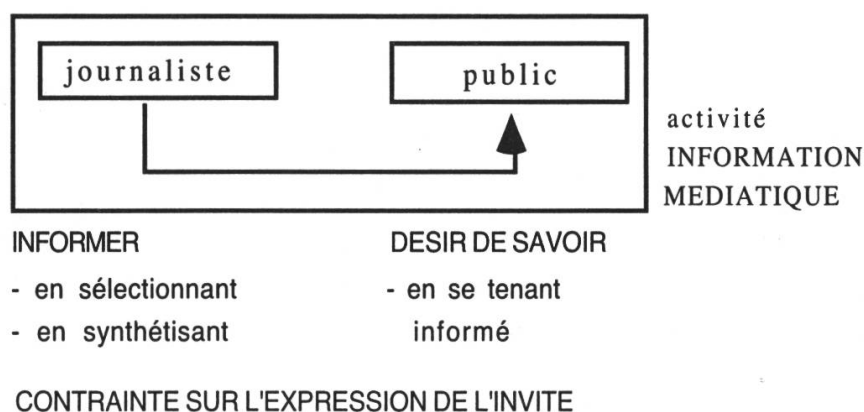 journaliste
public
activité
INFORMATION
MEDIATIQUE
INFORMER
- en sélectionnant
- en synthétisant
DESIR DE SAVOIR
- en se tenant
informé
CONTRAINTE SUR L'EXPRESSION DE L'INVITE